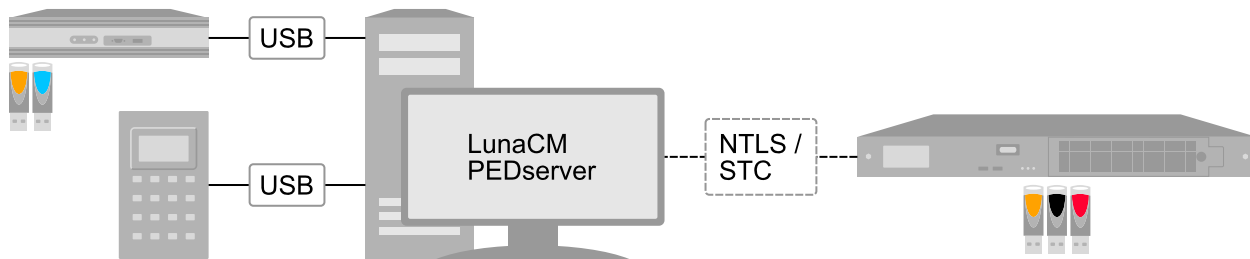 USB
USB
LunaCM
PEDserver
NTLS /
STC